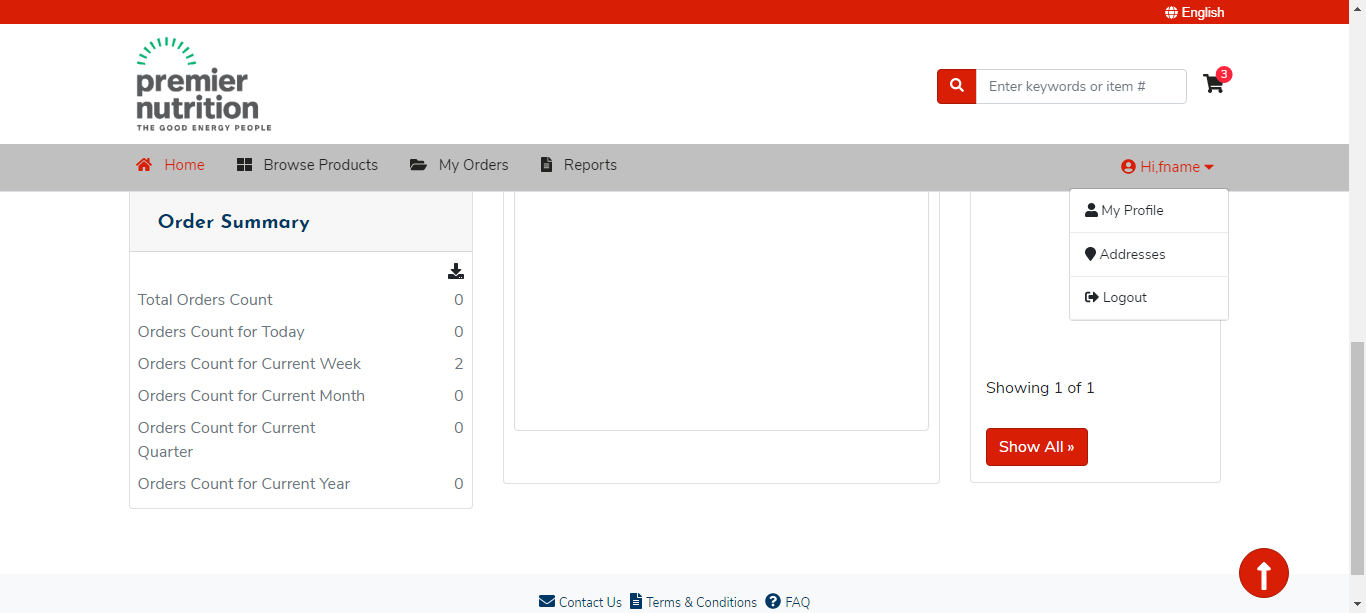 English
premier
nutrition
THE GOOD ENERGY PEOPLE
Enter keywords or item #
3
Home
Browse Products
My Orders
Reports
Hi,fname
My Profile
Addresses
Logout
Order Summary
Total Orders Count 0
Orders Count for Today 0
Orders Count for Current Week 2
Orders Count for Current Month 0
Orders Count for Current 0
Quarter
Orders Count for Current Year 0
Showing 1 of 1
Show All »
Contact Us
Terms & Conditions
FAQ